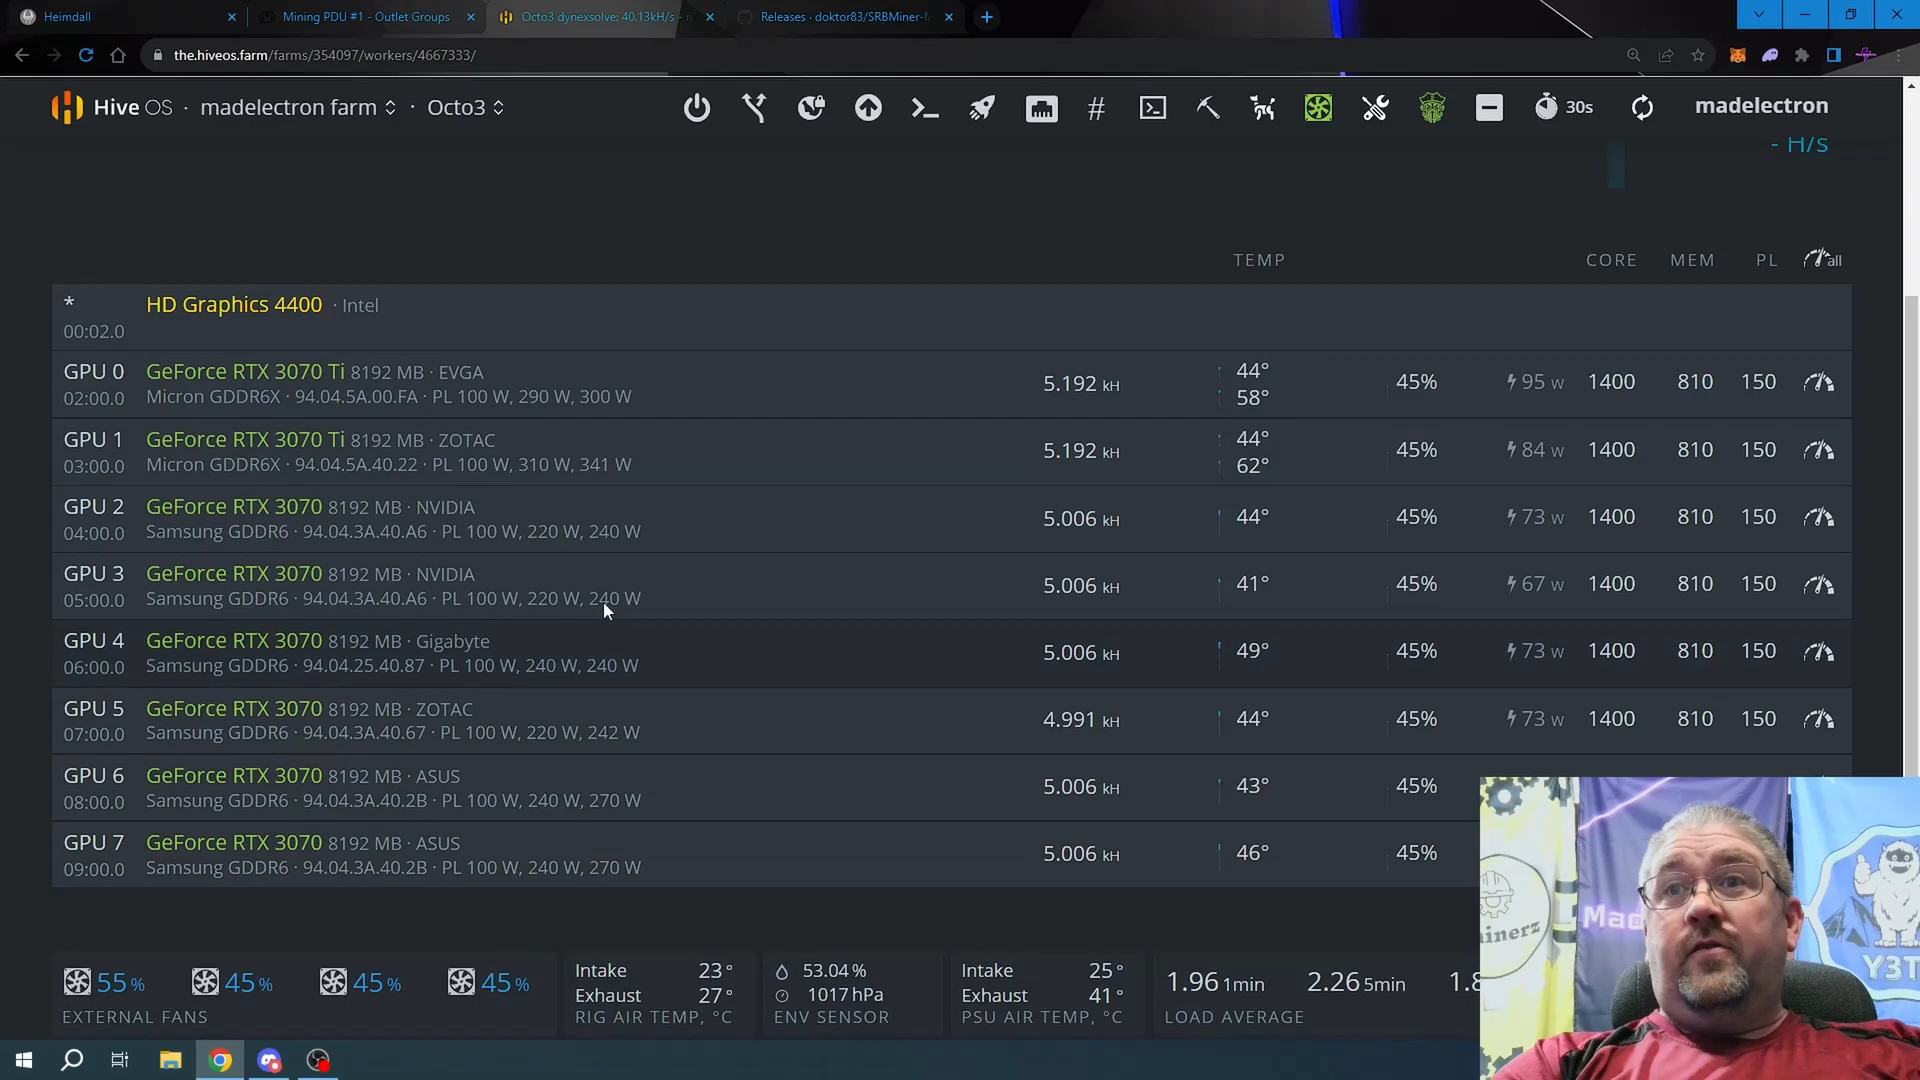 Heimdall
Mining PDU #1 - Outlet Groups
Octo3 dynexsolve: 40.13kH/s -
Releases · doktor83/SRBMiner-
the.hiveos.farm/farms/354097/workers/4667333/
Hive OS · madelectron farm · Octo3
30s
madelectron
- H/s
TEMP CORE MEM PL all
* HD Graphics 4400 · Intel
00:02.0
GPU 0 GeForce RTX 3070 Ti 8192 MB · EVGA 5.192 kH 44° 45% 95 w 1400 810 150
02:00.0 Micron GDDR6X · 94.04.5A.00.FA · PL 100 W, 290 W, 300 W 58°
GPU 1 GeForce RTX 3070 Ti 8192 MB · ZOTAC 5.192 kH 44° 45% 84 w 1400 810 150
03:00.0 Micron GDDR6X · 94.04.5A.40.22 · PL 100 W, 310 W, 341 W 62°
GPU 2 GeForce RTX 3070 8192 MB · NVIDIA 5.006 kH 44° 45% 73 w 1400 810 150
04:00.0 Samsung GDDR6 · 94.04.3A.40.A6 · PL 100 W, 220 W, 240 W
GPU 3 GeForce RTX 3070 8192 MB · NVIDIA 5.006 kH 41° 45% 67 w 1400 810 150
05:00.0 Samsung GDDR6 · 94.04.3A.40.A6 · PL 100 W, 220 W, 240 W
GPU 4 GeForce RTX 3070 8192 MB · Gigabyte 5.006 kH 49° 45% 73 w 1400 810 150
06:00.0 Samsung GDDR6 · 94.04.25.40.87 · PL 100 W, 240 W, 240 W
GPU 5 GeForce RTX 3070 8192 MB · ZOTAC 4.991 kH 44° 45% 73 w 1400 810 150
07:00.0 Samsung GDDR6 · 94.04.3A.40.67 · PL 100 W, 220 W, 242 W
GPU 6 GeForce RTX 3070 8192 MB · ASUS 5.006 kH 43° 45%
08:00.0 Samsung GDDR6 · 94.04.3A.40.2B · PL 100 W, 240 W, 270 W
GPU 7 GeForce RTX 3070 8192 MB · ASUS 5.006 kH 46° 45%
09:00.0 Samsung GDDR6 · 94.04.3A.40.2B · PL 100 W, 240 W, 270 W
55 % 45 % 45 % 45 %
EXTERNAL FANS
Intake 23°
Exhaust 27°
RIG AIR TEMP, °C
53.04 %
1017 hPa
ENV SENSOR
Intake 25°
Exhaust 41°
PSU AIR TEMP, °C
1.96 1min 2.26 5min 1.8
LOAD AVERAGE
inerz
Mad
Y3T